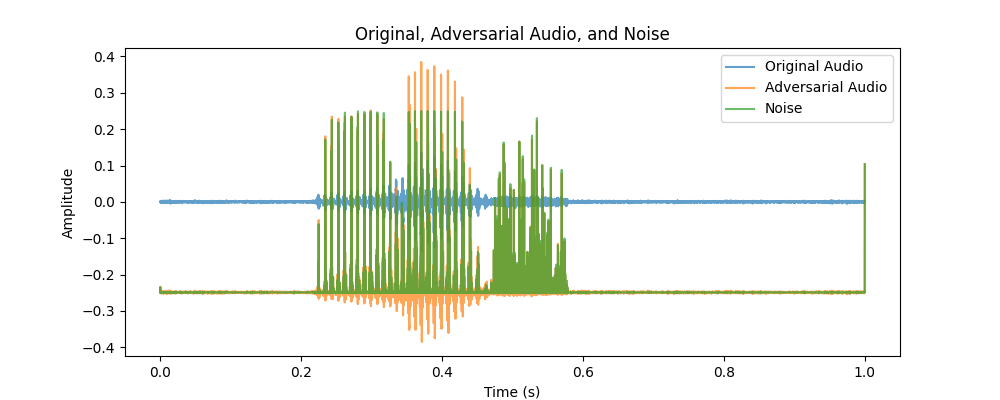 Original, Adversarial Audio, and Noise
Original Audio
Adversarial Audio
Noise
Amplitude
0.4
0.3
0.2
0.1
0.0
−0.1
−0.2
−0.3
−0.4
0.0 0.2 0.4 0.6 0.8 1.0
Time (s)